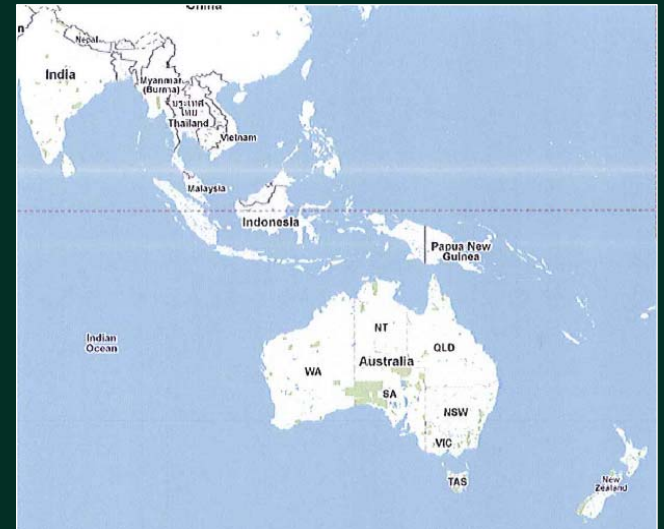 China
Nepal
India
Myanmar
(Burma)
ประเทศ
ไทย
Thailand
Vietnam
Malaysia
Indonesia
Papua New
Guinea
Indian
Ocean
NT
QLD
Australia
WA
SA
NSW
VIC
TAS
New
Zealand